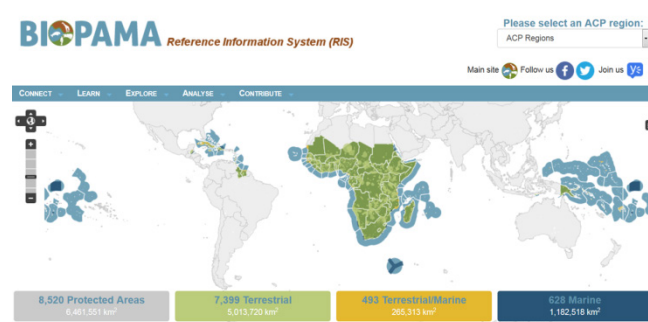 BIOPAMA Reference Information System (RIS)
Please select an ACP region:
ACP Regions
Main site Follow us Join us
CONNECT LEARN EXPLORE ANALYSE CONTRIBUTE
8,520 Protected Areas
6,461,551 km²
7,399 Terrestrial
5,013,720 km²
493 Terrestrial/Marine
265,313 km²
628 Marine
1,182,518 km²